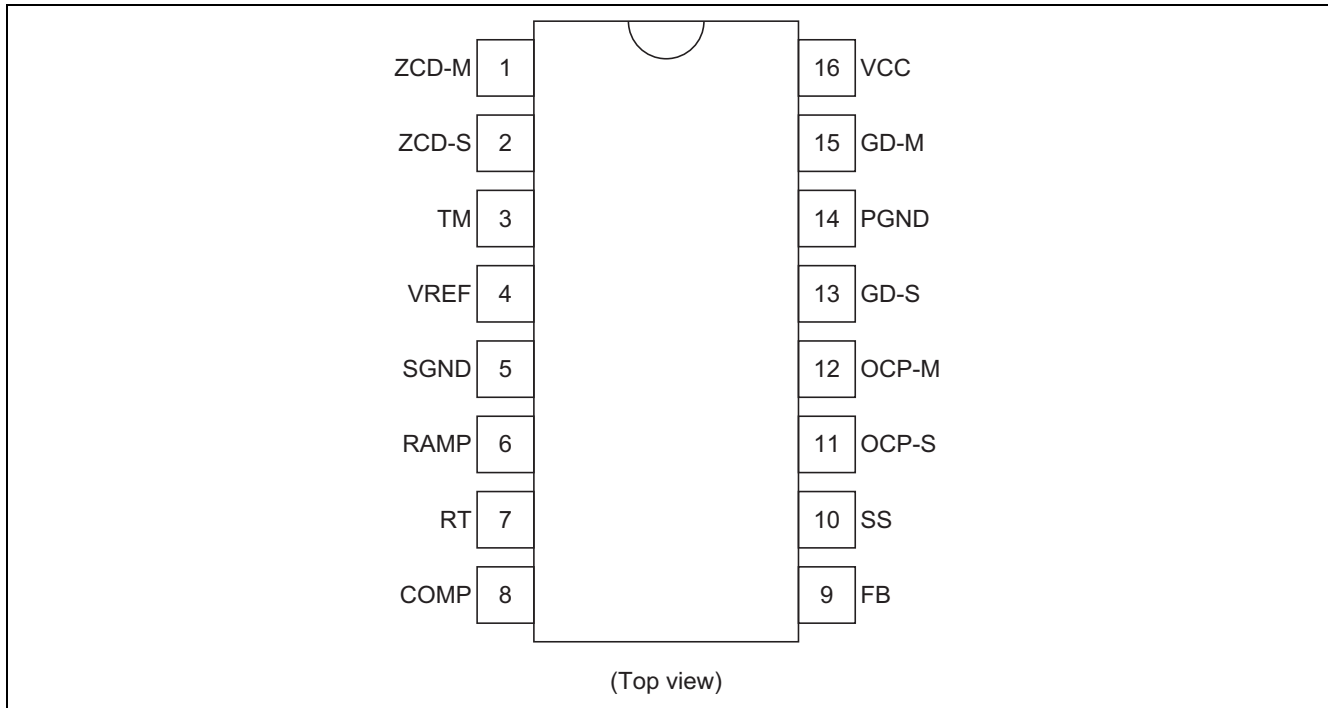 ZCD-M 1 16 VCC
ZCD-S 2 15 GD-M
TM 3 14 PGND
VREF 4 13 GD-S
SGND 5 12 OCP-M
RAMP 6 11 OCP-S
RT 7 10 SS
COMP 8 9 FB
(Top view)